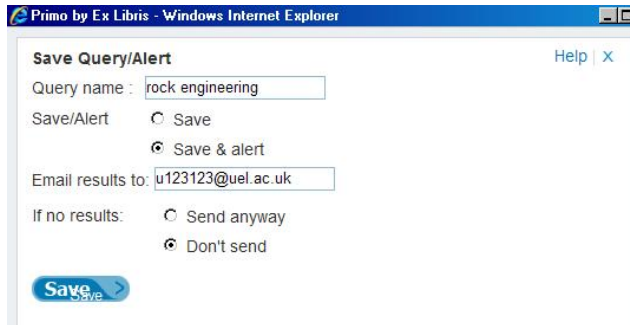 Primo by Ex Libris - Windows Internet Explorer
Save Query/Alert Help | X
Query name : rock engineering
Save/Alert Save
Save & alert
Email results to: u123123@uel.ac.uk
If no results: Send anyway
Don't send
Save
Save